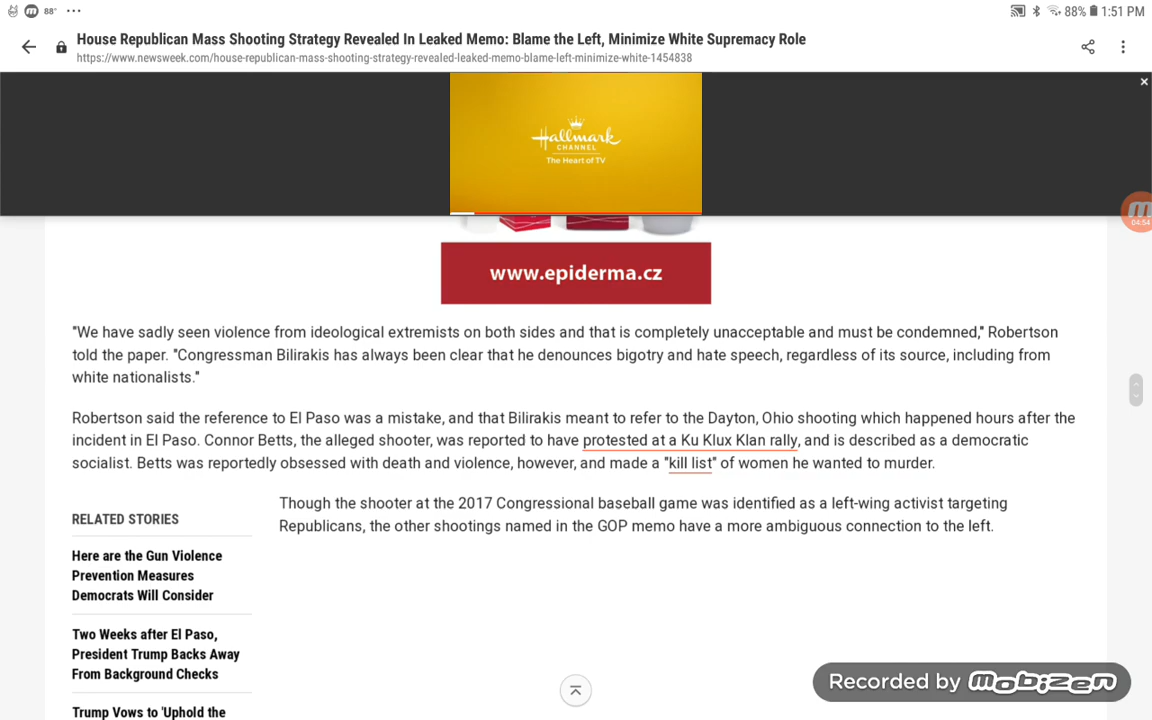 88° ··· 88% 1:51 PM
House Republican Mass Shooting Strategy Revealed In Leaked Memo: Blame the Left, Minimize White Supremacy Role
https://www.newsweek.com/house-republican-mass-shooting-strategy-revealed-leaked-memo-blame-left-minimize-white-1454838
Hallmark
CHANNEL
The Heart of TV
04:54
www.epiderma.cz
"We have sadly seen violence from ideological extremists on both sides and that is completely unacceptable and must be condemned," Robertson
told the paper. "Congressman Bilirakis has always been clear that he denounces bigotry and hate speech, regardless of its source, including from
white nationalists."
Robertson said the reference to El Paso was a mistake, and that Bilirakis meant to refer to the Dayton, Ohio shooting which happened hours after the
incident in El Paso. Connor Betts, the alleged shooter, was reported to have protested at a Ku Klux Klan rally, and is described as a democratic
socialist. Betts was reportedly obsessed with death and violence, however, and made a "kill list" of women he wanted to murder.
Though the shooter at the 2017 Congressional baseball game was identified as a left-wing activist targeting
Republicans, the other shootings named in the GOP memo have a more ambiguous connection to the left.
RELATED STORIES
Here are the Gun Violence
Prevention Measures
Democrats Will Consider
Two Weeks after El Paso,
President Trump Backs Away
From Background Checks
Trump Vows to 'Uphold the
Recorded by mobizen